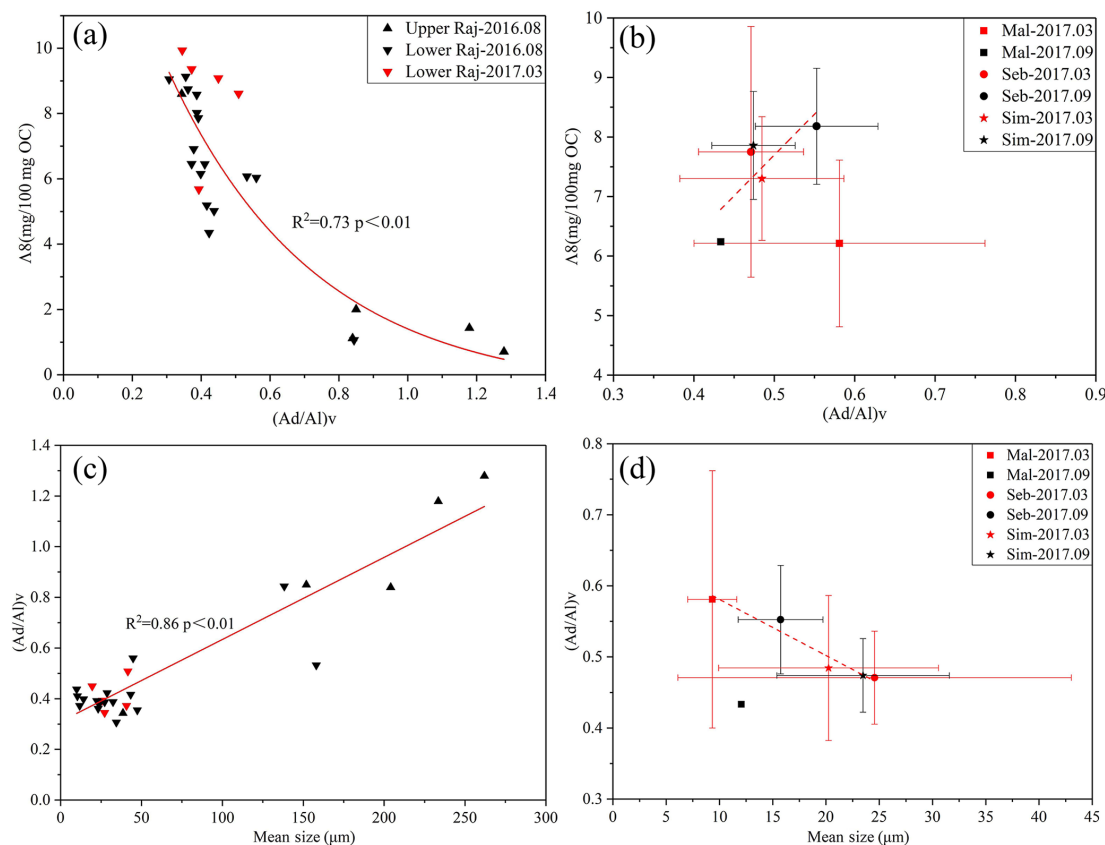 (a)
Upper Raj-2016.08
Lower Raj-2016.08
Lower Raj-2017.03
R²=0.73 p<0.01
Λ8(mg/100 mg OC)
10
8
6
4
2
0
0.0 0.2 0.4 0.6 0.8 1.0 1.2 1.4
(Ad/Al)v
(b)
Mal-2017.03
Mal-2017.09
Seb-2017.03
Seb-2017.09
Sim-2017.03
Sim-2017.09
Λ8(mg/100mg OC)
10
9
8
7
6
5
4
0.4 0.5 0.6 0.7 0.8 0.9
0.3
(Ad/Al)v
(c)
R²=0.86 p<0.01
(Ad/Al)v
1.4
1.2
1.0
0.8
0.6
0.4
0.2
0.0
0 50 100 150 200 250 300
Mean size (μm)
(d)
Mal-2017.03
Mal-2017.09
Seb-2017.03
Seb-2017.09
Sim-2017.03
Sim-2017.09
(Ad/Al)v
0.8
0.7
0.6
0.5
0.4
0.3
0 5 10 15 20 25 30 35 40 45
Mean size (μm)